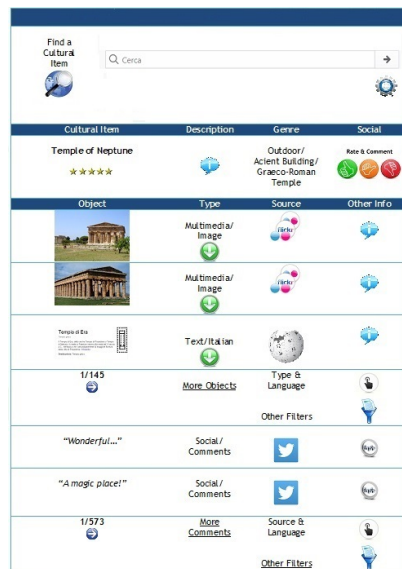 Find a
Cultural
Item
Cerca
Cultural Item Description Genre Social
Temple of Neptune
Outdoor/
Acient Building/
Graeco-Roman
Temple
Rate & Comment
Object Type Source Other Info
Multimedia/
Image
Multimedia/
Image
Tempio di Era
Text/Italian
1/145
More Objects
Type &
Language
Other Filters
“Wonderful…”
Social/
Comments
“A magic place!”
Social/
Comments
1/573
More
Comments
Source &
Language
Other Filters